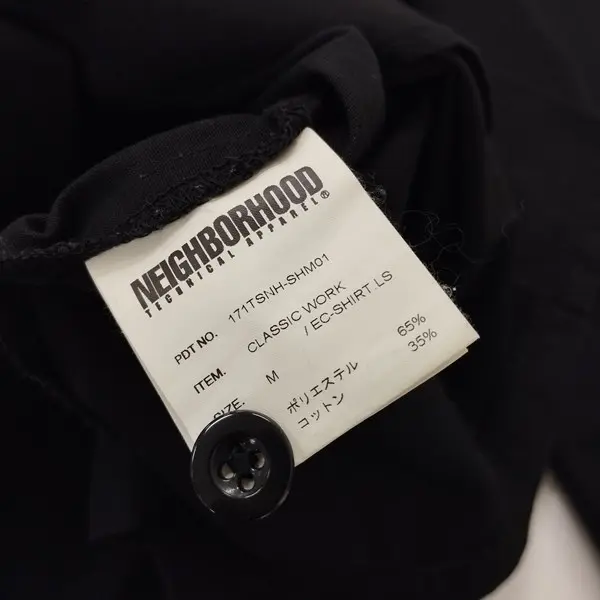 NEIGHBORHOOD®
TECHNICAL APPAREL
PDT NO. 171TSNH-SHM01
ITEM. CLASSIC WORK
/ EC-SHIRT. LS
SIZE. M
ポリエステル 65%
コットン 35%